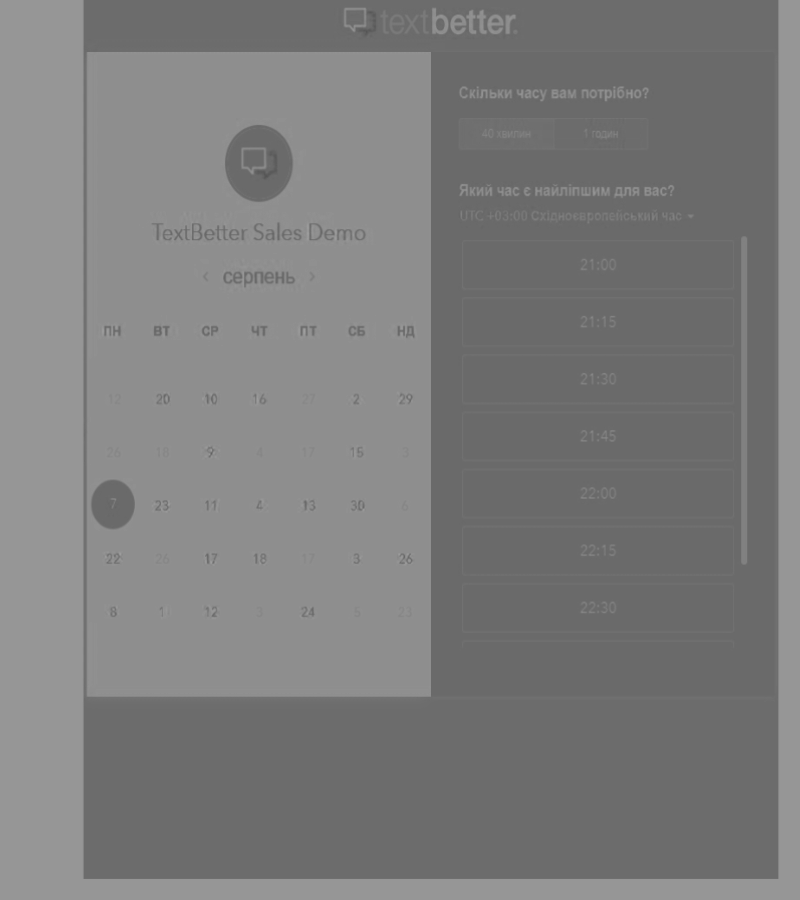 textbetter.
TextBetter Sales Demo
< серпень >
ПН ВТ СР ЧТ ПТ СБ НД
12 20 10 16 27 2 29
26 18 9 4 17 15 3
7 23 11 4 13 30 6
22 26 17 18 17 3 26
8 1 12 3 24 5 23
Скільки часу вам потрібно?
40 хвилин 1 годин
Який час є найліпшим для вас?
UTC +03:00 Східноєвропейський час
21:00
21:15
21:30
21:45
22:00
22:15
22:30